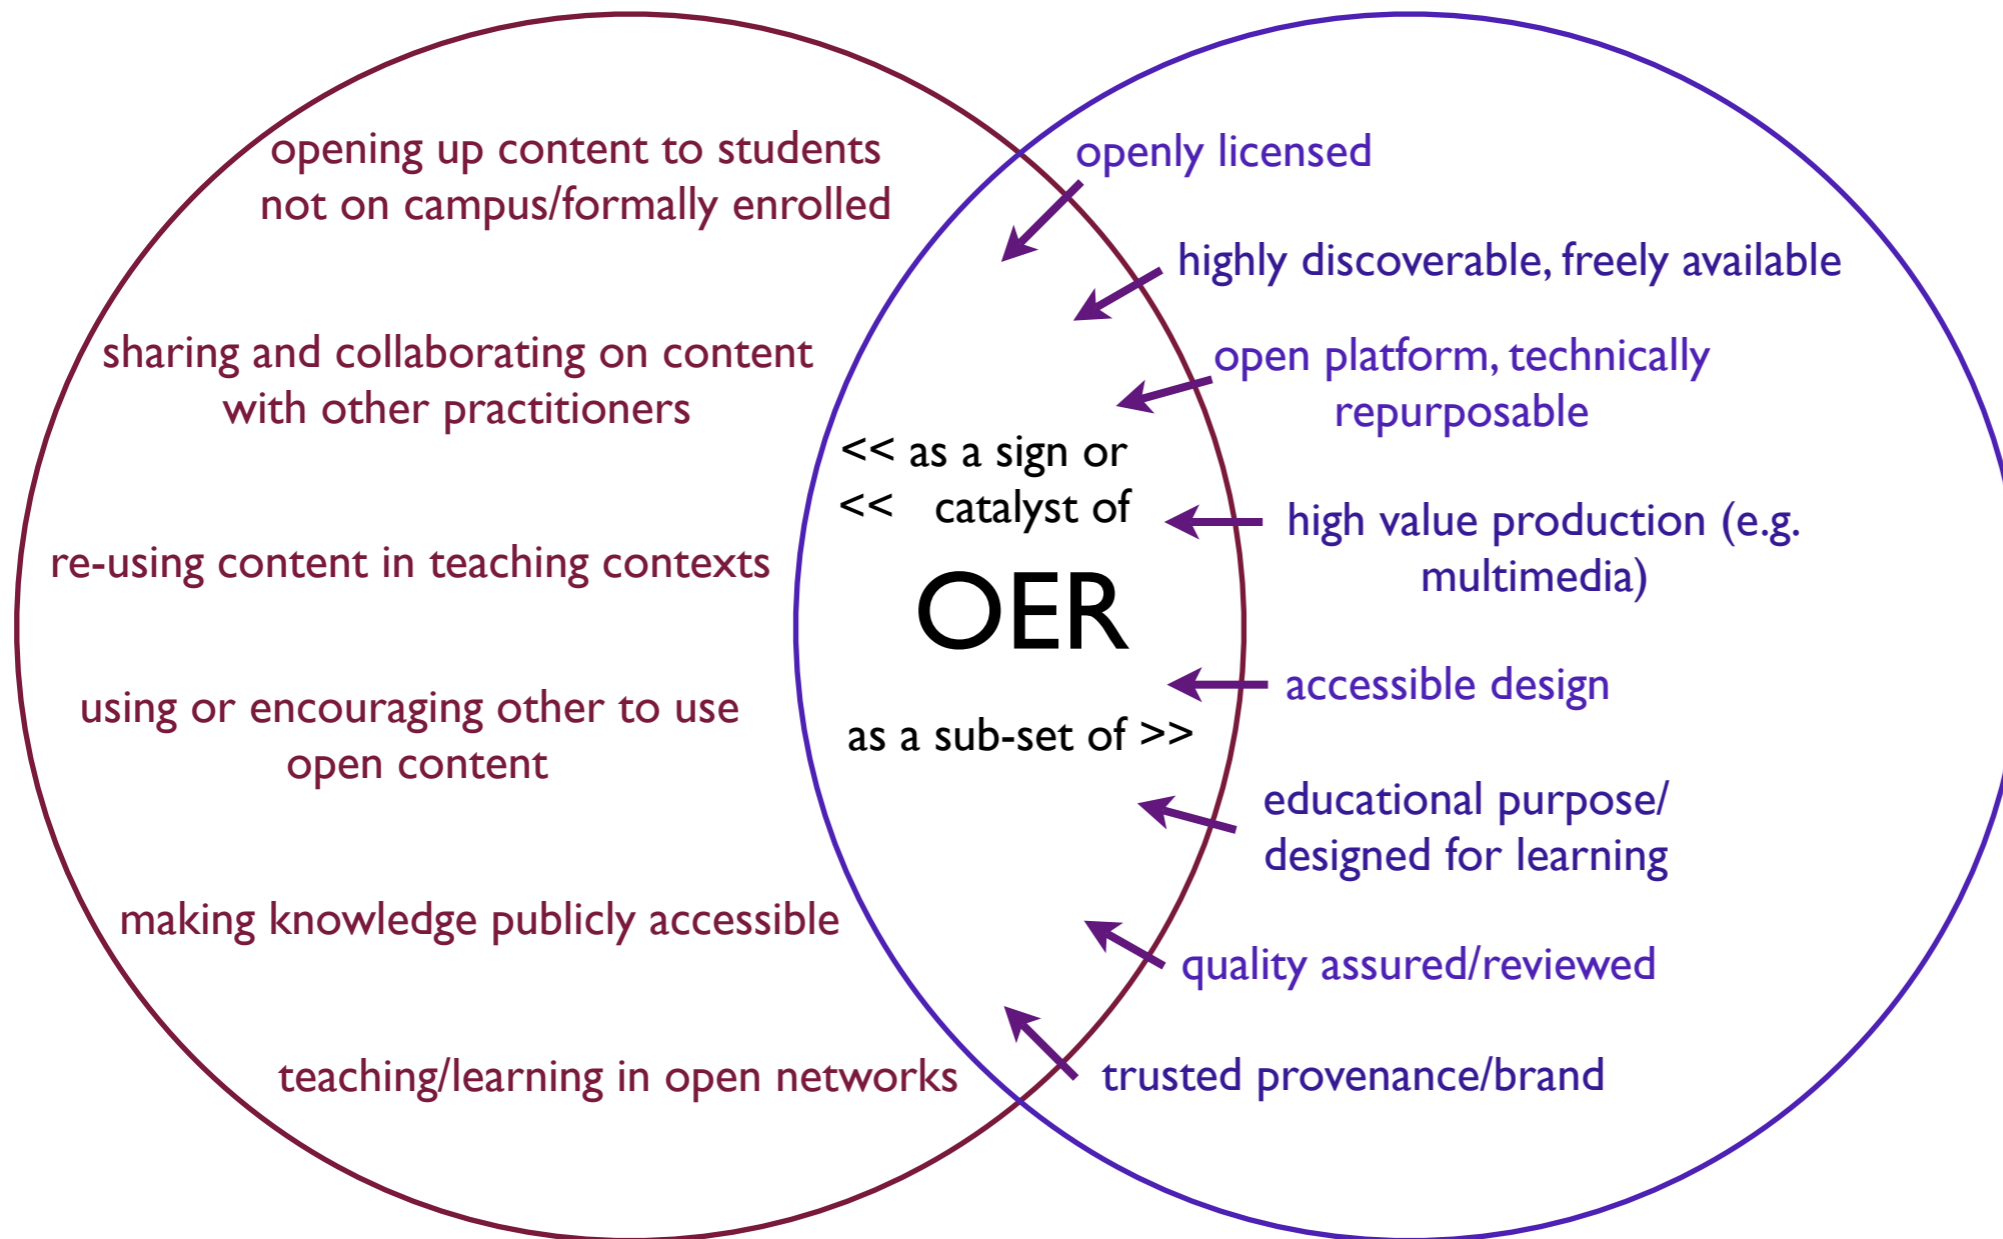 opening up content to students
not on campus/formally enrolled
sharing and collaborating on content
with other practitioners
re-using content in teaching contexts
using or encouraging other to use
open content
making knowledge publicly accessible
teaching/learning in open networks
<< as a sign or
<< catalyst of
OER
as a sub-set of >>
openly licensed
highly discoverable, freely available
open platform, technically
repurposable
high value production (e.g.
multimedia)
accessible design
educational purpose/
designed for learning
quality assured/reviewed
trusted provenance/brand